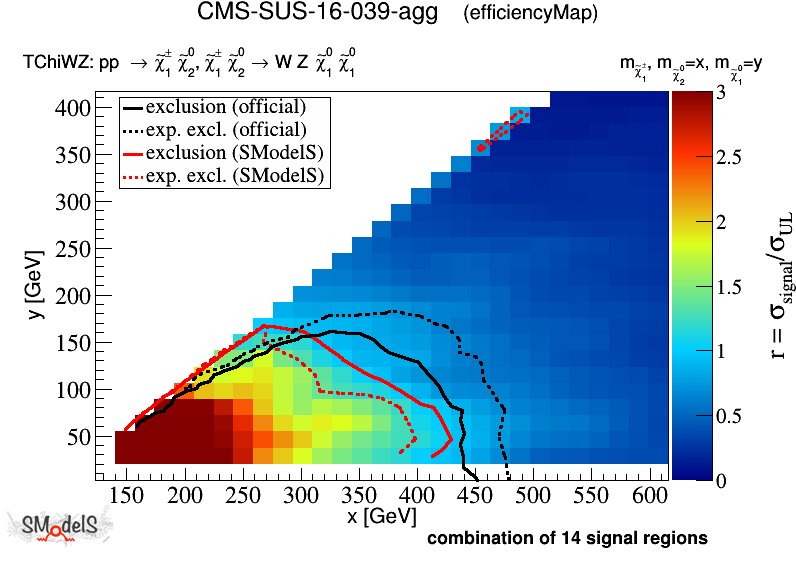 CMS-SUS-16-039-agg (efficiencyMap)
TChiWZ: pp → χ̃₁± χ̃₂⁰, χ̃₁± χ̃₂⁰ → W Z χ̃₁⁰ χ̃₁⁰
m_χ̃₁±, m_χ̃₂⁰=x, m_χ̃₁⁰=y
exclusion (official)
exp. excl. (official)
exclusion (SModelS)
exp. excl. (SModelS)
y [GeV]
400
350
300
250
200
150
100
50
150 200 250 300 350 400 450 500 550 600
x [GeV]
3
2.5
2
1.5
1
0.5
0
r = σ_signal/σ_UL
SModelS
combination of 14 signal regions